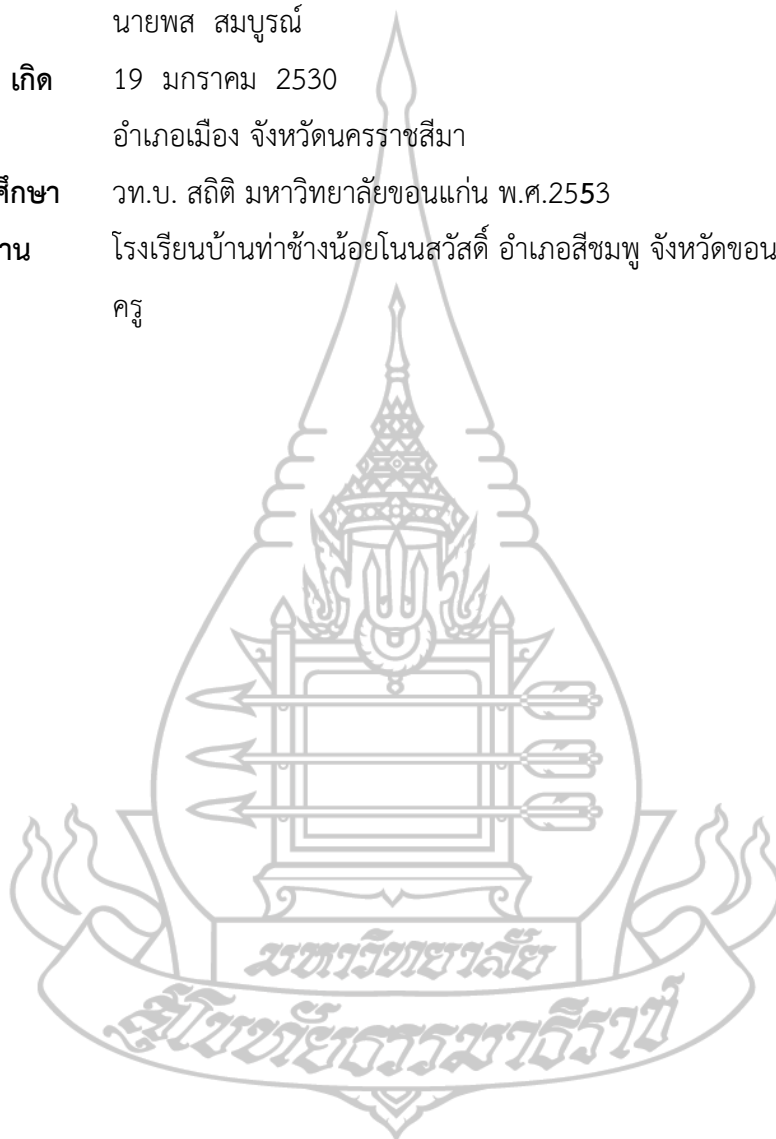 นายพส สมบูรณ์
เกิด 19 มกราคม 2530
อำเภอเมือง จังหวัดนครราชสีมา
ศึกษา วท.บ. สถิติ มหาวิทยาลัยขอนแก่น พ.ศ.2553
โรงเรียนบ้านท่าช้างน้อยโนนสวัสดิ์ อำเภอสีชมพู จังหวัดขอน
ครู
มหาวิทยาลัย
สุโขทัยธรรมาธิราช